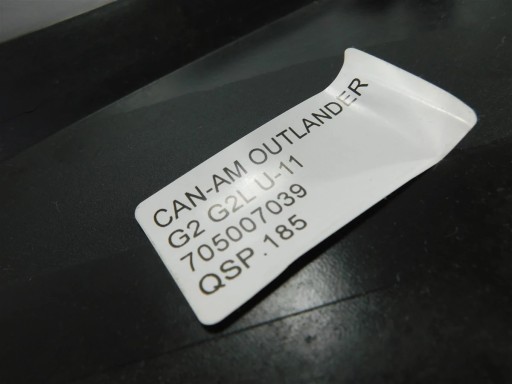 CAN-AM OUTLANDER
G2 G2L U-11
705007039
QSP .185